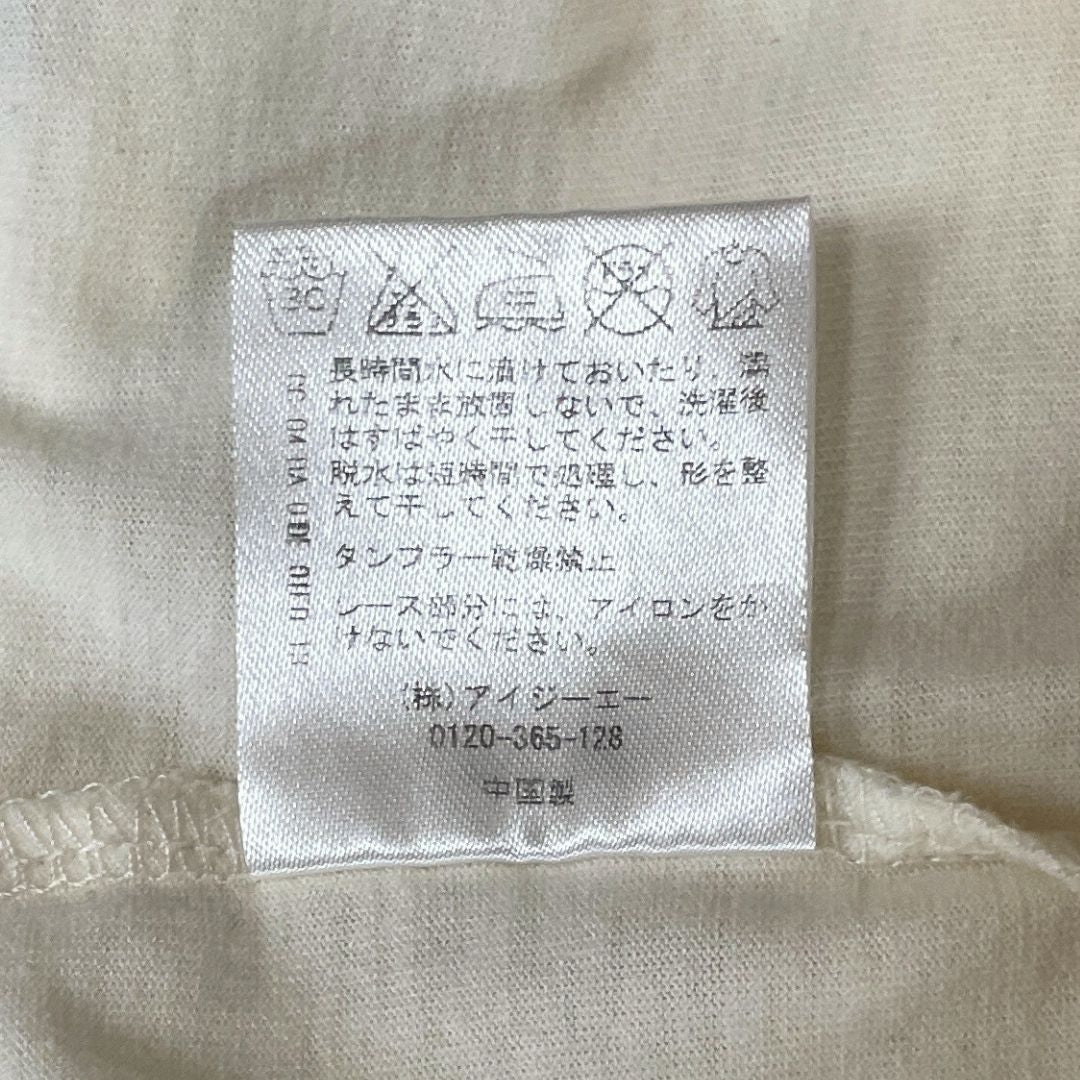 長時間水に漬けておいたり、濡
れたまま放置しないで、洗濯後
はすばやく干してください。
脱水は短時間で処理し、形を整
えて干してください。
タンブラー乾燥禁止
レース部分には、アイロンをか
けないでください。
(株)アイジーエー
0120-365-128
中国製